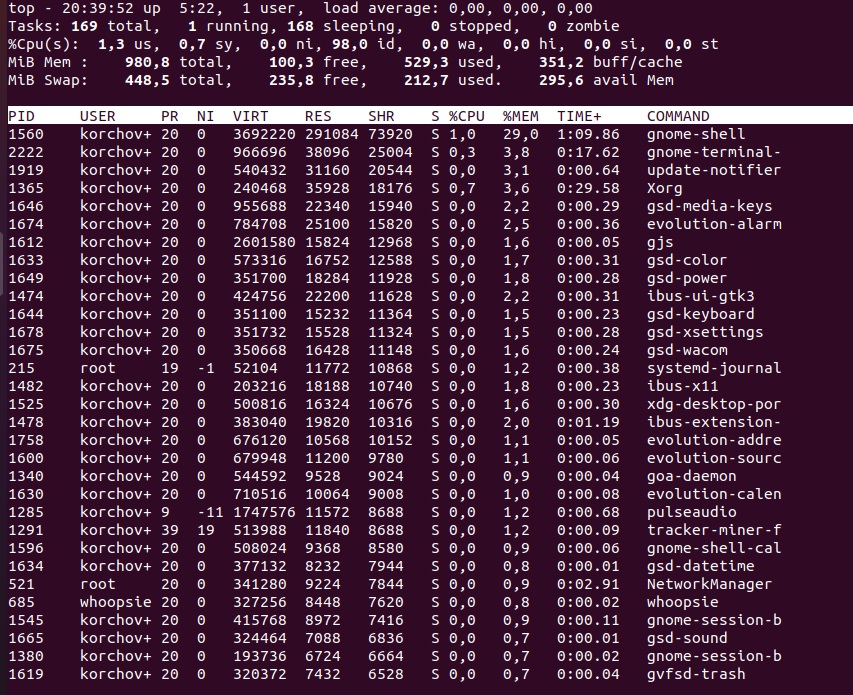 top - 20:39:52 up  5:22,  1 user,  load average: 0,00, 0,00, 0,00
Tasks: 169 total,   1 running, 168 sleeping,   0 stopped,   0 zombie
%Cpu(s):  1,3 us,  0,7 sy,  0,0 ni, 98,0 id,  0,0 wa,  0,0 hi,  0,0 si,  0,0 st
MiB Mem :    980,8 total,    100,3 free,    529,3 used,    351,2 buff/cache
MiB Swap:    448,5 total,    235,8 free,    212,7 used.    295,6 avail Mem
PID USER PR NI VIRT RES SHR S %CPU %MEM TIME+ COMMAND
1560 korchov+ 20 0 3692220 291084 73920 S 1,0 29,0 1:09.86 gnome-shell
2222 korchov+ 20 0 966696 38096 25004 S 0,3 3,8 0:17.62 gnome-terminal-
1919 korchov+ 20 0 540432 31160 20544 S 0,0 3,1 0:00.64 update-notifier
1365 korchov+ 20 0 240468 35928 18176 S 0,7 3,6 0:29.58 Xorg
1646 korchov+ 20 0 955688 22340 15940 S 0,0 2,2 0:00.29 gsd-media-keys
1674 korchov+ 20 0 784708 25100 15820 S 0,0 2,5 0:00.36 evolution-alarm
1612 korchov+ 20 0 2601580 15824 12968 S 0,0 1,6 0:00.05 gjs
1633 korchov+ 20 0 573316 16752 12588 S 0,0 1,7 0:00.31 gsd-color
1649 korchov+ 20 0 351700 18284 11928 S 0,0 1,8 0:00.28 gsd-power
1474 korchov+ 20 0 424756 22200 11628 S 0,0 2,2 0:00.31 ibus-ui-gtk3
1644 korchov+ 20 0 351100 15232 11364 S 0,0 1,5 0:00.23 gsd-keyboard
1678 korchov+ 20 0 351732 15528 11324 S 0,0 1,5 0:00.28 gsd-xsettings
1675 korchov+ 20 0 350668 16428 11148 S 0,0 1,6 0:00.24 gsd-wacom
215 root 19 -1 52104 11772 10868 S 0,0 1,2 0:00.38 systemd-journal
1482 korchov+ 20 0 203216 18188 10740 S 0,0 1,8 0:00.23 ibus-x11
1525 korchov+ 20 0 500816 16324 10676 S 0,0 1,6 0:00.30 xdg-desktop-por
1478 korchov+ 20 0 383040 19820 10316 S 0,0 2,0 0:01.19 ibus-extension-
1758 korchov+ 20 0 676120 10568 10152 S 0,0 1,1 0:00.05 evolution-addre
1600 korchov+ 20 0 679948 11200 9780 S 0,0 1,1 0:00.06 evolution-sourc
1340 korchov+ 20 0 544592 9528 9024 S 0,0 0,9 0:00.04 goa-daemon
1630 korchov+ 20 0 710516 10064 9008 S 0,0 1,0 0:00.08 evolution-calen
1285 korchov+ 9 -11 1747576 11572 8688 S 0,0 1,2 0:00.68 pulseaudio
1291 korchov+ 39 19 513988 11840 8688 S 0,0 1,2 0:00.09 tracker-miner-f
1596 korchov+ 20 0 508024 9368 8580 S 0,0 0,9 0:00.06 gnome-shell-cal
1634 korchov+ 20 0 377132 8232 7944 S 0,0 0,8 0:00.01 gsd-datetime
521 root 20 0 341280 9224 7844 S 0,0 0,9 0:02.91 NetworkManager
685 whoopsie 20 0 327256 8448 7620 S 0,0 0,8 0:00.02 whoopsie
1545 korchov+ 20 0 415768 8972 7416 S 0,0 0,9 0:00.11 gnome-session-b
1665 korchov+ 20 0 324464 7088 6836 S 0,0 0,7 0:00.01 gsd-sound
1380 korchov+ 20 0 193736 6724 6664 S 0,0 0,7 0:00.02 gnome-session-b
1619 korchov+ 20 0 320372 7432 6528 S 0,0 0,7 0:00.04 gvfsd-trash